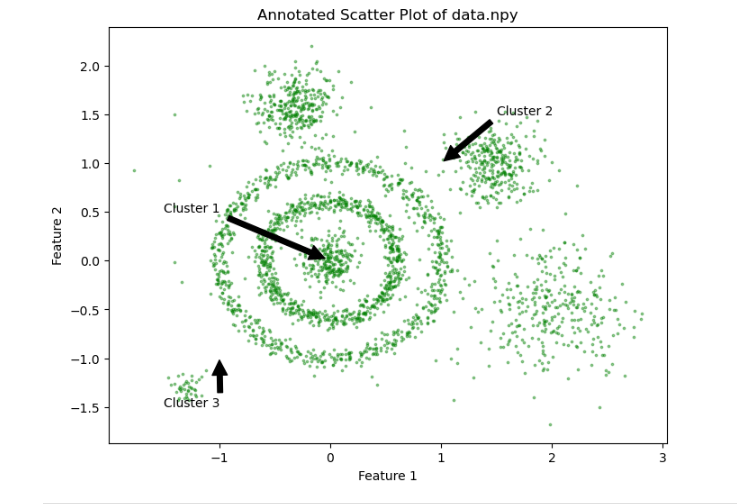 Annotated Scatter Plot of data.npy
Cluster 2
Cluster 1
Cluster 3
Feature 2
2.0
1.5
1.0
0.5
0.0
−0.5
−1.0
−1.5
−1 0 1 2 3
Feature 1